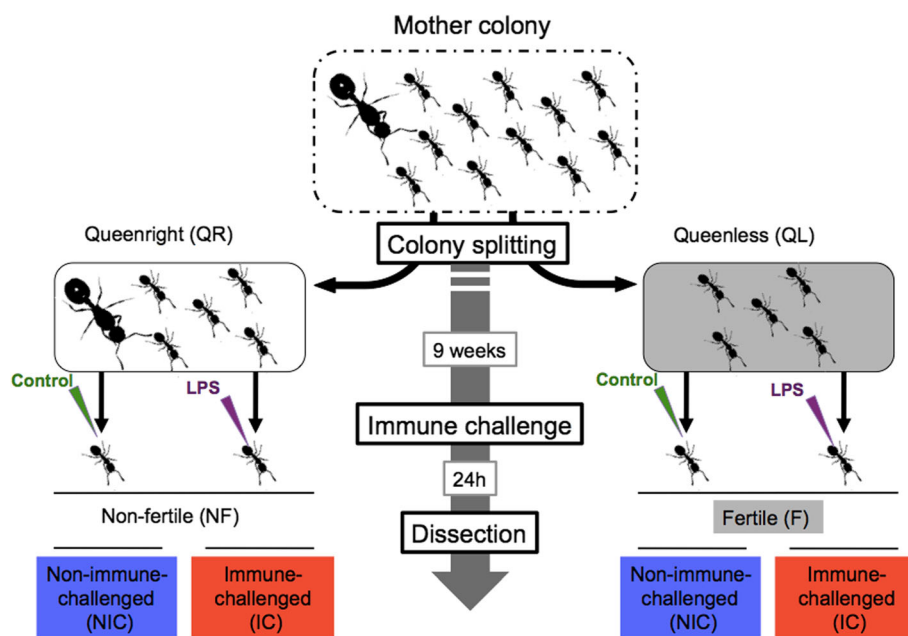 Mother colony
Queenright (QR)
Colony splitting
Queenless (QL)
9 weeks
Control
LPS
Control
LPS
Immune challenge
24h
Non-fertile (NF)
Dissection
Fertile (F)
Non-immune-
challenged
(NIC)
Immune-
challenged
(IC)
Non-immune-
challenged
(NIC)
Immune-
challenged
(IC)